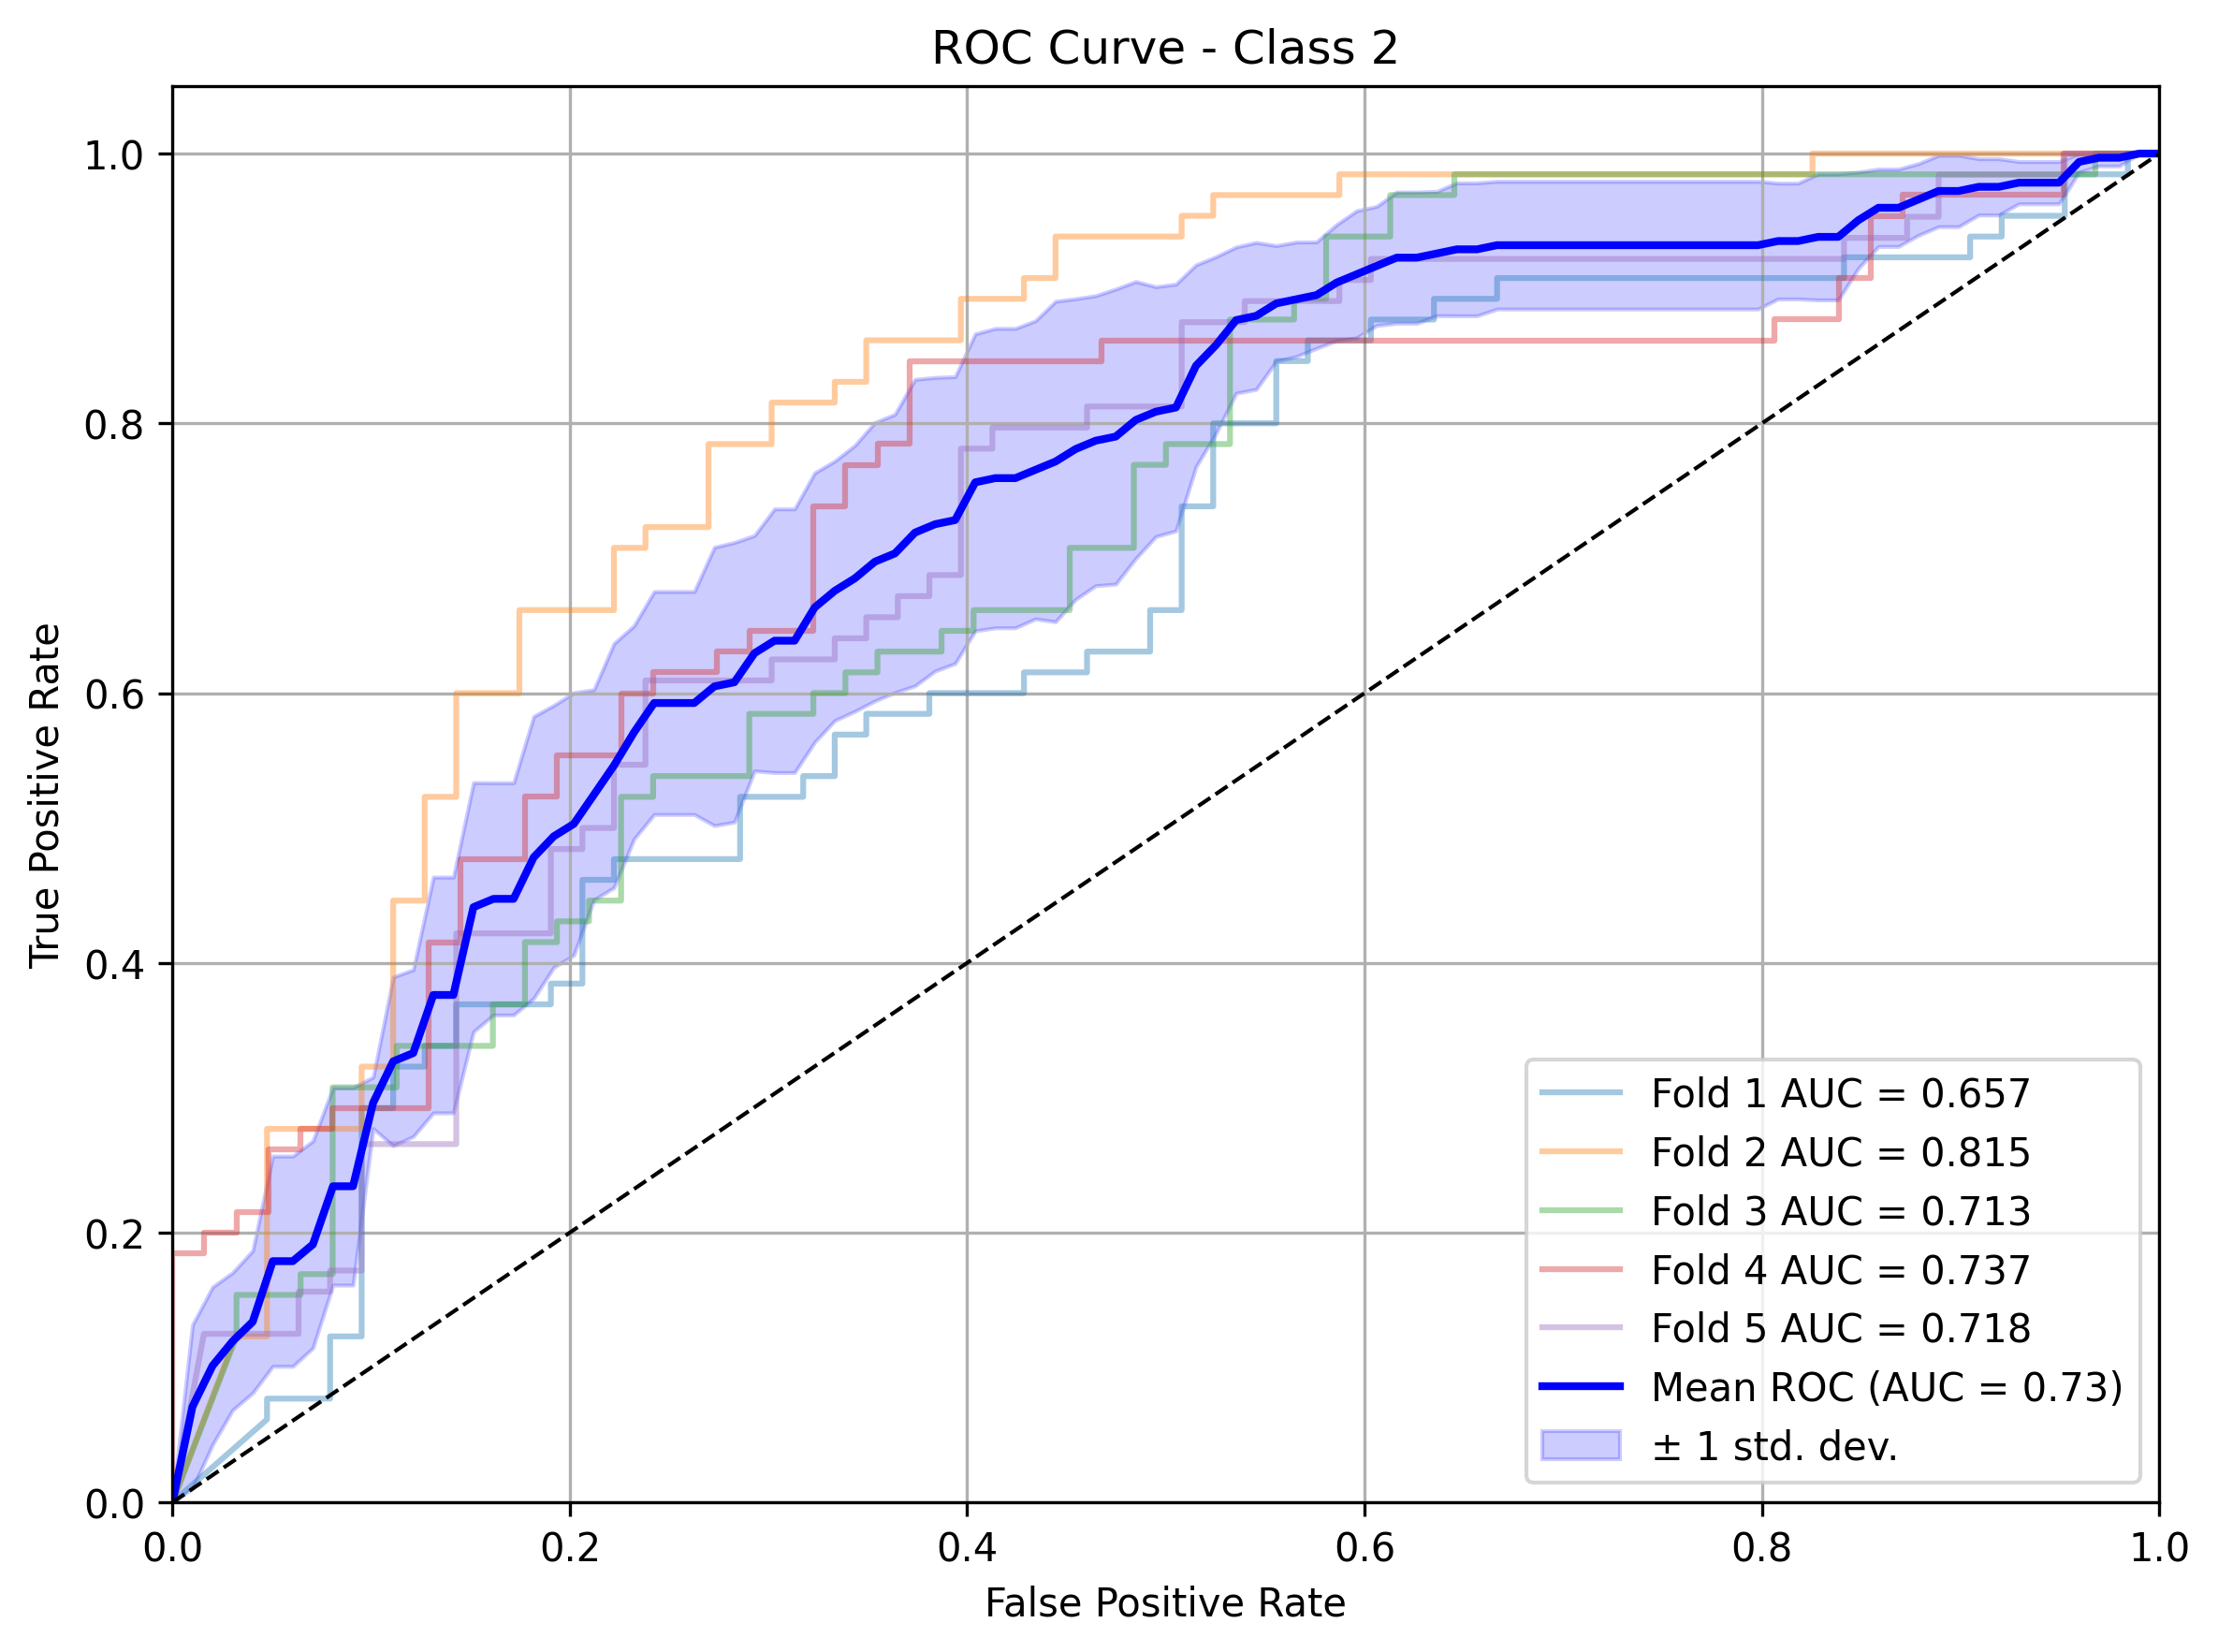 ROC Curve - Class 2
True Positive Rate
1.0
0.8
0.6
0.4
0.2
0.0
0.0 0.2 0.4 0.6 0.8 1.0
False Positive Rate
Fold 1 AUC = 0.657
Fold 2 AUC = 0.815
Fold 3 AUC = 0.713
Fold 4 AUC = 0.737
Fold 5 AUC = 0.718
Mean ROC (AUC = 0.73)
± 1 std. dev.